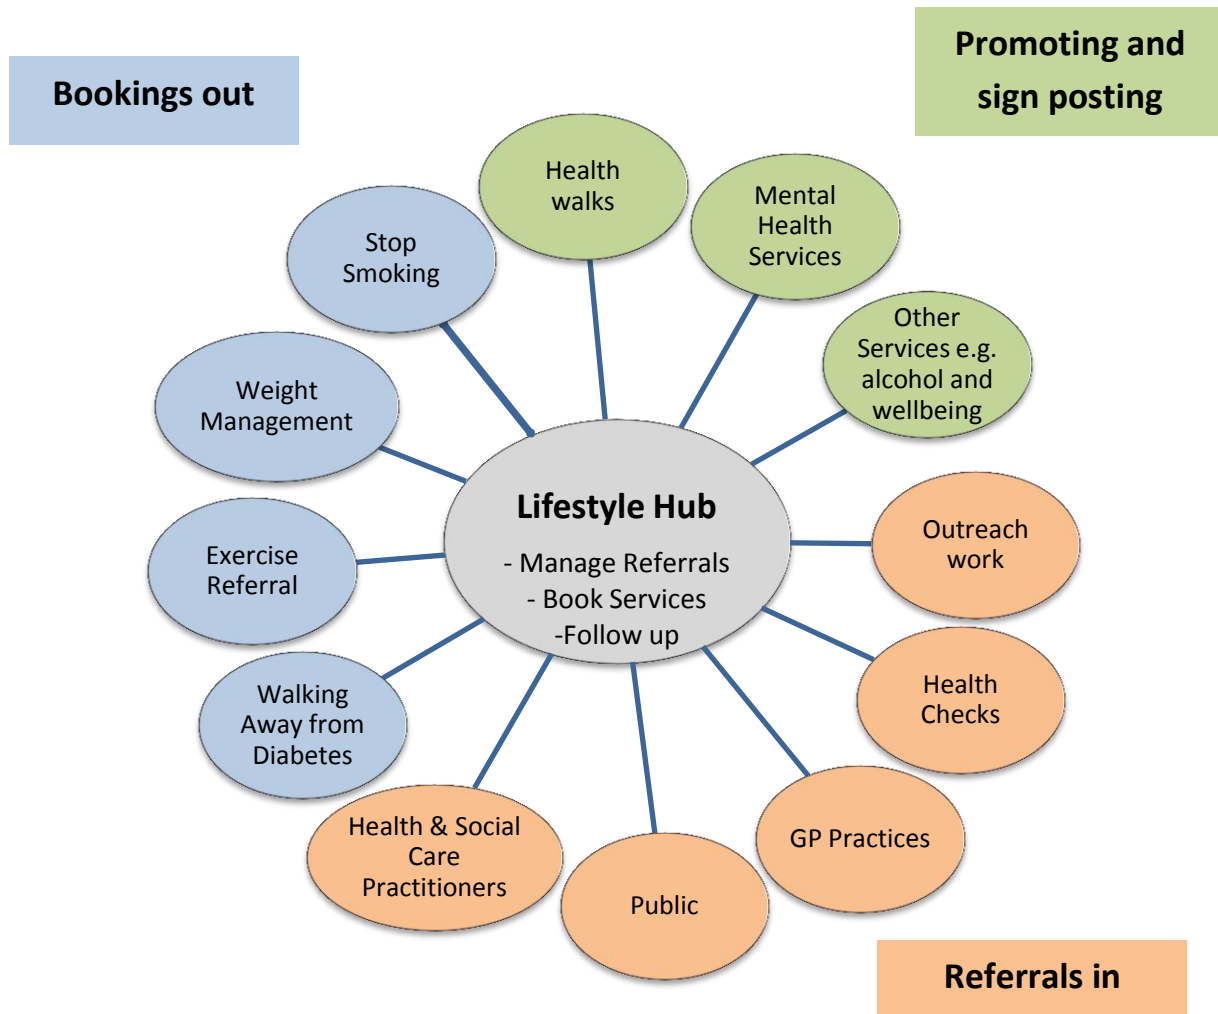 Promoting and
sign posting
Bookings out
Health
walks
Mental
Health
Services
Stop
Smoking
Other
Services e.g.
alcohol and
wellbeing
Weight
Management
Lifestyle Hub
- Manage Referrals
- Book Services
-Follow up
Outreach
work
Exercise
Referral
Health
Checks
Walking
Away from
Diabetes
GP Practices
Health & Social
Care
Practitioners
Public
Referrals in